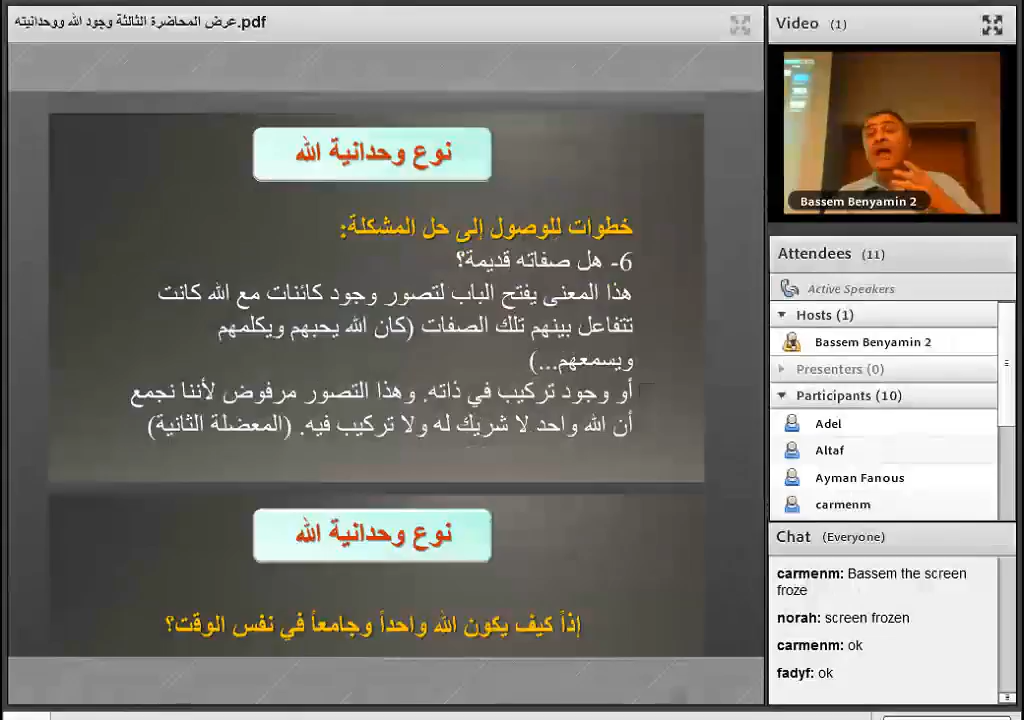 عرض المحاضرة الثالثة وجود الله ووحدانيته.pdf
نوع وحدانية الله
خطوات للوصول إلى حل المشكلة:
6- هل صفاته قديمة؟
هذا المعنى يفتح الباب لتصور وجود كائنات مع الله كانت
تتفاعل بينهم تلك الصفات (كان الله يحبهم ويكلمهم
ويسمعهم...)
أو وجود تركيب في ذاته. وهذا التصور مرفوض لأننا نجمع
أن الله واحد لا شريك له ولا تركيب فيه. (المعضلة الثانية)
نوع وحدانية الله
إذاً كيف يكون الله واحداً وجامعاً في نفس الوقت؟
Video (1)
Bassem Benyamin 2
Attendees (11)
Active Speakers
Hosts (1)
Bassem Benyamin 2
Presenters (0)
Participants (10)
Adel
Altaf
Ayman Fanous
carmenm
Chat (Everyone)
carmenm: Bassem the screen
froze
norah: screen frozen
carmenm: ok
fadyf: ok